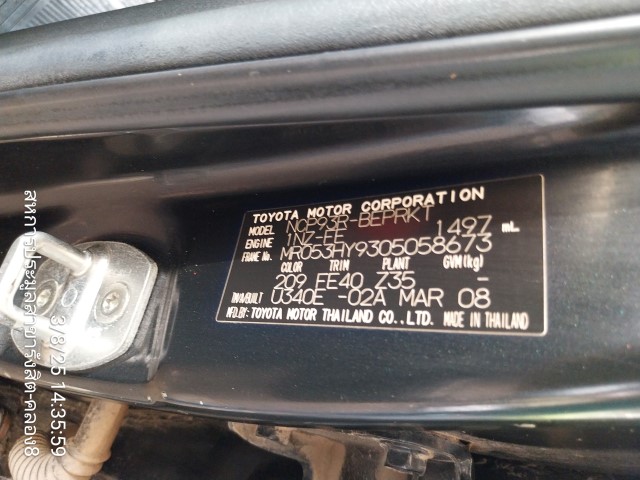 TOYOTA MOTOR CORPORATION
MODEL NCP93R-BEPRKT
ENGINE 1NZ-FE 1497 mL
FRAME No. MR053HY9305058673
COLOR TRIM PLANT GVM(kg)
209 FE40 Z35 -
TM/A/BUILT U340E -02A MAR 08
MFD.BY: TOYOTA MOTOR THAILAND CO.,LTD. MADE IN THAILAND
3/8/25 14:35:59